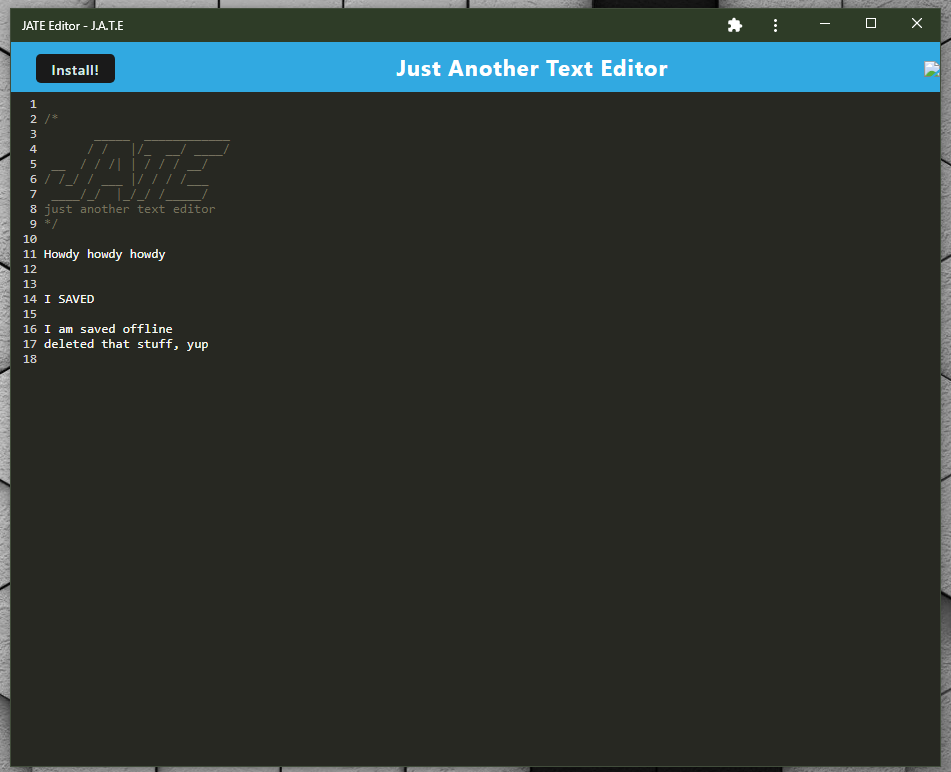 JATE Editor - J.A.T.E
Install!
Just Another Text Editor
1
2 /*
3        _____  ____________
4       / /   |/_  __/ ____/
5  __  / / /| | / / / __/
6 / /_/ / ___ |/ / / /___
7  ____/_/  |_/_/ /_____/
8 just another text editor
9 */
10
11 Howdy howdy howdy
12
13
14 I SAVED
15
16 I am saved offline
17 deleted that stuff, yup
18